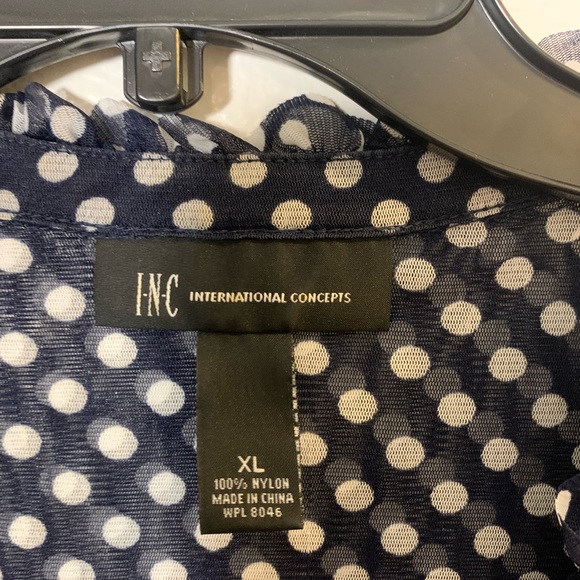 I·N·C INTERNATIONAL CONCEPTS
XL
100% NYLON
MADE IN CHINA
WPL 8046